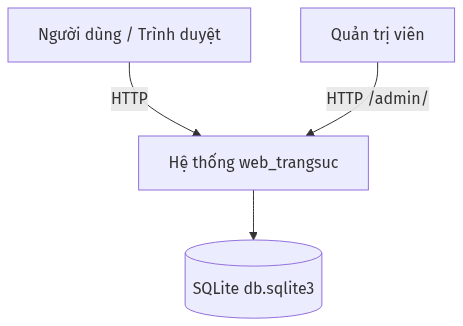 Người dùng / Trình duyệt
Quản trị viên
HTTP
HTTP /admin/
Hệ thống web_trangsuc
SQLite db.sqlite3